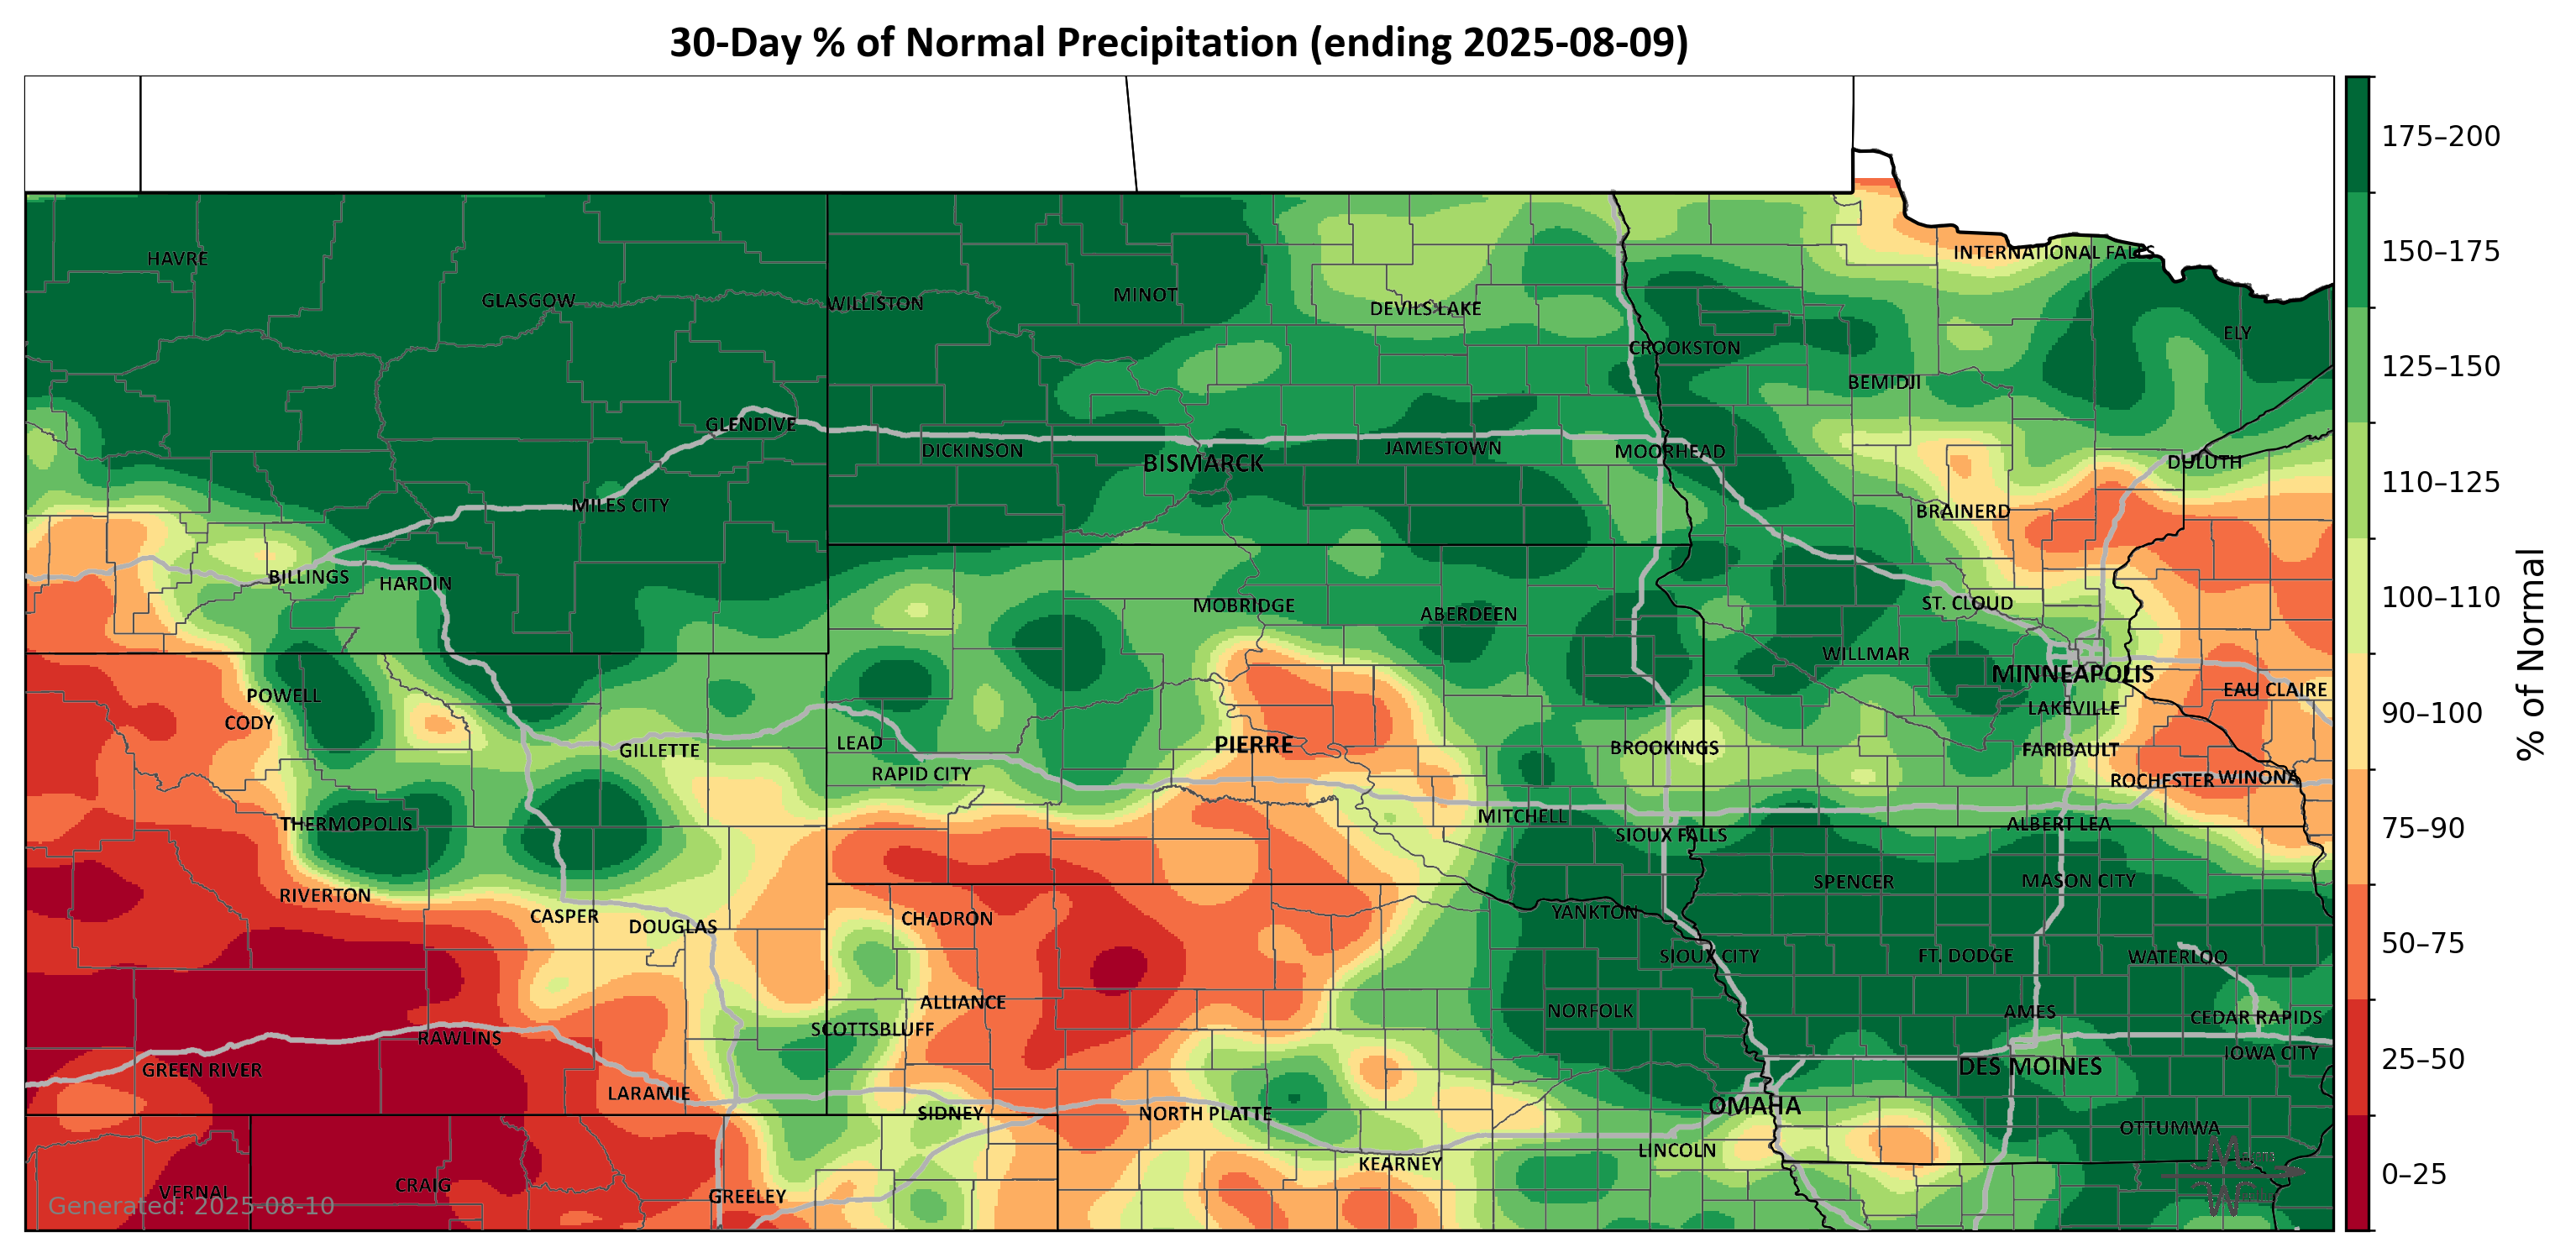 30-Day % of Normal Precipitation (ending 2025-08-09)
175–200
INTERNATIONAL FALLS
150–175
HAVRE
GLASGOW
WILLISTON
MINOT
DEVILS LAKE
ELY
CROOKSTON
125–150
BEMIDJI
GLENDIVE
DICKINSON
BISMARCK
JAMESTOWN
MOORHEAD
DULUTH
110–125
MILES CITY
BRAINERD
BILLINGS
HARDIN
MOBRIDGE
ABERDEEN
ST. CLOUD
100–110
WILLMAR
MINNEAPOLIS
POWELL
EAU CLAIRE
CODY
LAKEVILLE
90–100
% of Normal
GILLETTE
LEAD
PIERRE
BROOKINGS
FARIBAULT
RAPID CITY
ROCHESTER
WINONA
THERMOPOLIS
MITCHELL
SIOUX FALLS
ALBERT LEA
75–90
RIVERTON
SPENCER
MASON CITY
CASPER
DOUGLAS
CHADRON
YANKTON
50–75
SIOUX CITY
FT. DODGE
WATERLOO
ALLIANCE
SCOTTSBLUFF
NORFOLK
AMES
CEDAR RAPIDS
RAWLINS
IOWA CITY
GREEN RIVER
DES MOINES
25–50
LARAMIE
SIDNEY
NORTH PLATTE
OMAHA
OTTUMWA
KEARNEY
LINCOLN
0–25
VERNAL
CRAIG
GREELEY
Generated: 2025-08-10